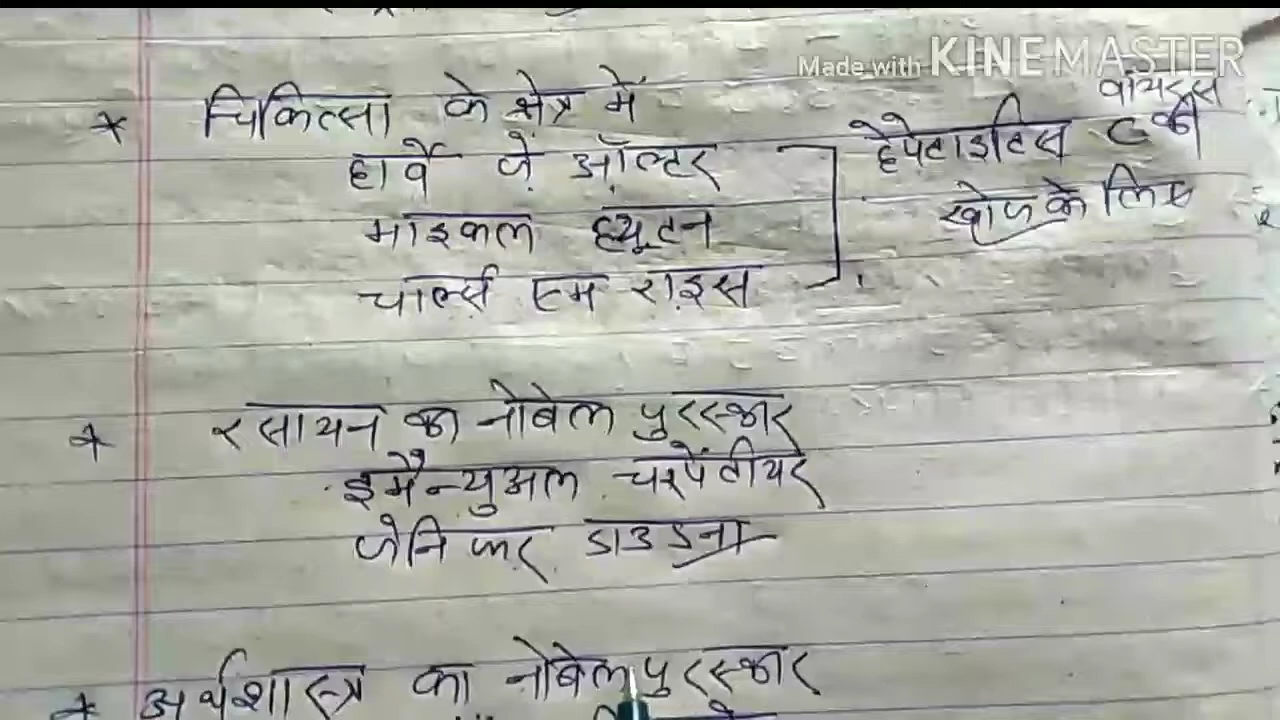 Made with KINEMASTER
* चिकित्सा के क्षेत्र में
हार्वे जे ऑल्टर
माइकल ह्यूटन
चार्ल्स एम राइस
वॉयरस
हेपेटाइटिस C की
खोज के लिए
* रसायन का नोबेल पुरस्कार
इमैन्युअल चरपेंटीयर
जेनिफर डाउडना
* अर्थशास्त्र का नोबेल पुरस्कार